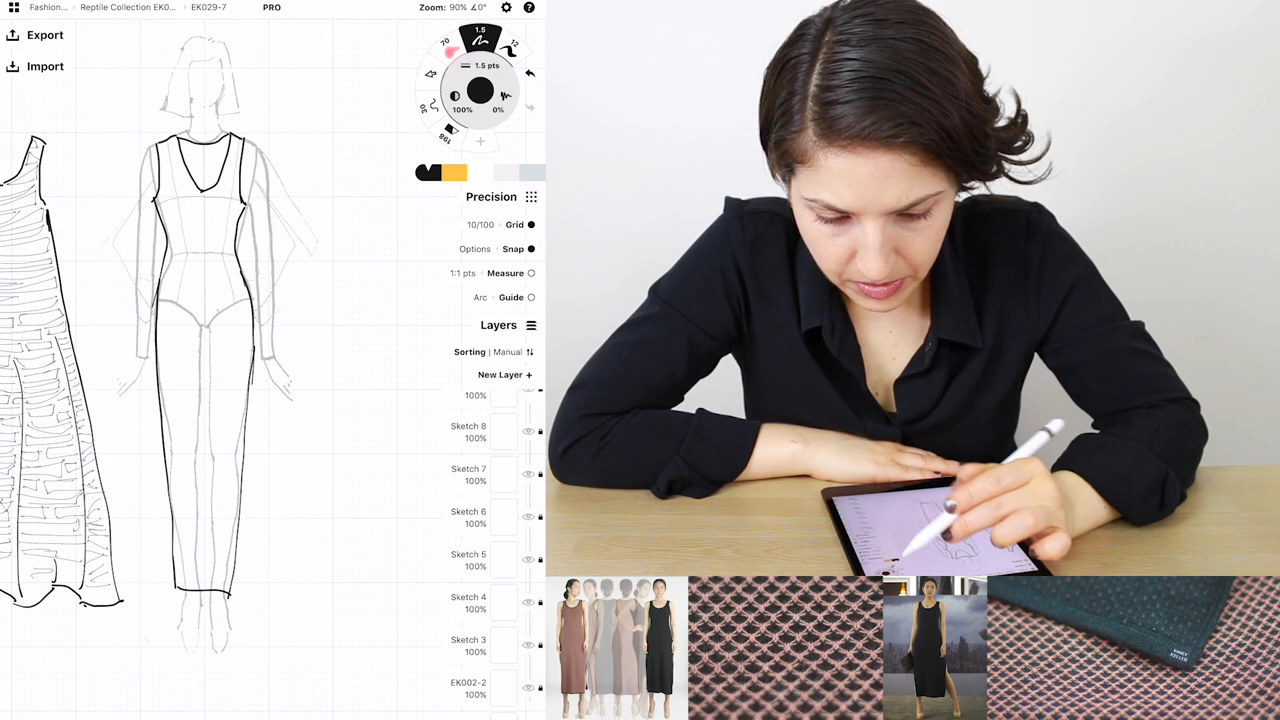 Fashion... › Reptile Collection EK0... › EK029-7
PRO
Zoom: 90% ∠0°
Export
Import
1.5
70
12
1.5 pts
100%
0%
30
198
Precision
10/100 Grid
Options Snap
1:1 pts Measure
Arc Guide
Layers
Sorting | Manual
New Layer +
100%
Sketch 8
100%
Sketch 7
100%
Sketch 6
100%
Sketch 5
100%
Sketch 4
100%
Sketch 3
100%
EK002-2
100%
EMILY
KELLER